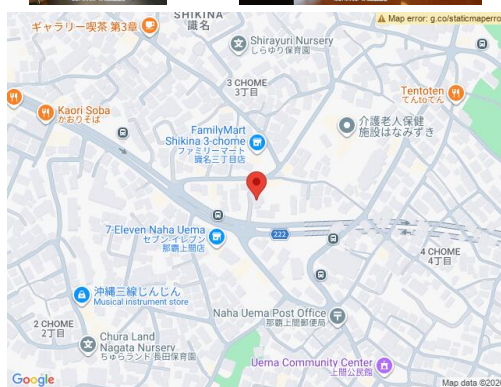 SHIKINA
識名
ギャラリー喫茶 第3章
Map error: g.co/staticmaperro
Shirayuri Nursery
しらゆり保育園
3 CHOME
3丁目
Tentoten
てんtoてん
Kaori Soba
かおりそば
FamilyMart
Shikina 3-chome
ファミリーマート
識名三丁目店
介護老人保健
施設はなみずき
7-Eleven Naha Uema
セブン-イレブン
那覇上間店
222
4 CHOME
4丁目
沖縄三線じんじん
Musical instrument store
Naha Uema Post Office
那覇上間郵便局
2 CHOME
2丁目
Chura Land
Nagata Nursery
ちゅらランド長田保育園
Uema Community Center
上間公民館
Google
Map data ©202